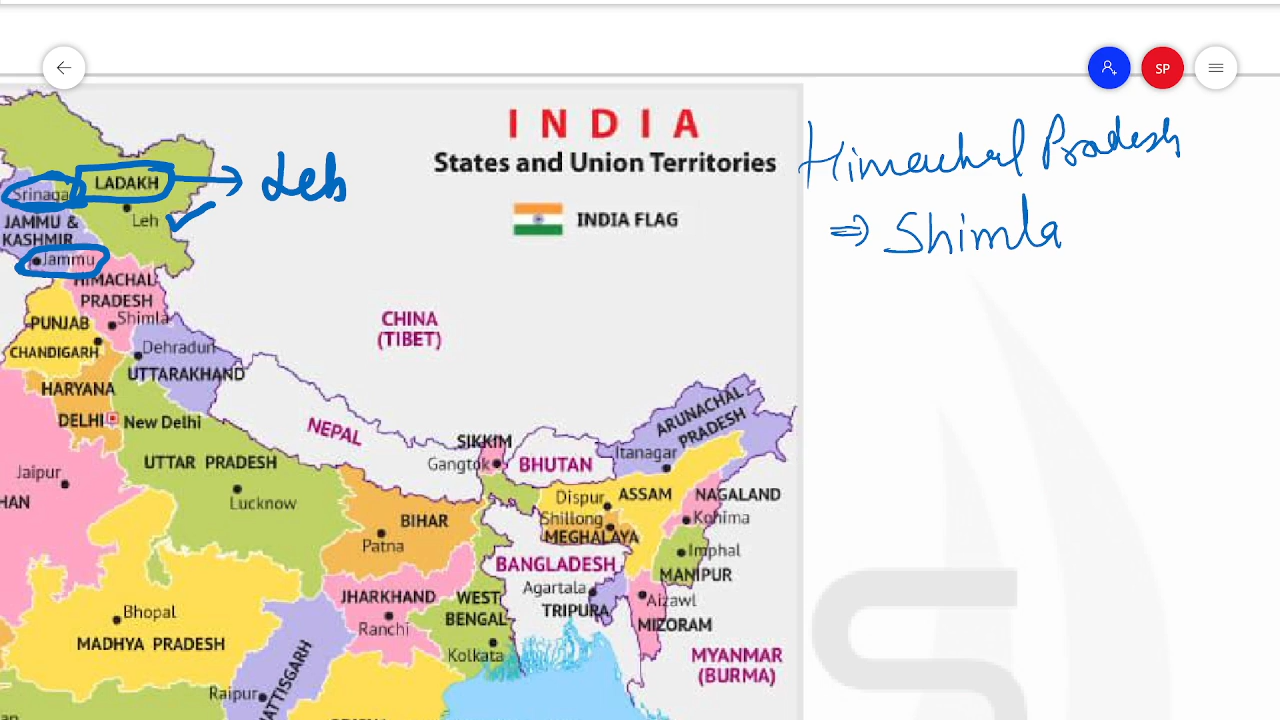 SP
INDIA
States and Union Territories
INDIA FLAG
Himachal Pradesh
⇒ Shimla
Srinagar
LADAKH
→ Leh
Leh
JAMMU &
KASHMIR
Jammu
HIMACHAL
PRADESH
Shimla
PUNJAB
CHANDIGARH
Dehradun
UTTARAKHAND
HARYANA
DELHI
New Delhi
CHINA
(TIBET)
NEPAL
SIKKIM
Gangtok
BHUTAN
ARUNACHAL
PRADESH
Itanagar
UTTAR PRADESH
Lucknow
Jaipur
HAN
BIHAR
Patna
Dispur
ASSAM
NAGALAND
Kohima
Shillong
MEGHALAYA
Imphal
MANIPUR
BANGLADESH
Agartala
TRIPURA
Aizawl
MIZORAM
JHARKHAND
Ranchi
WEST
BENGAL
Kolkata
Bhopal
MADHYA PRADESH
MYANMAR
(BURMA)
Raipur
HATTISGARH